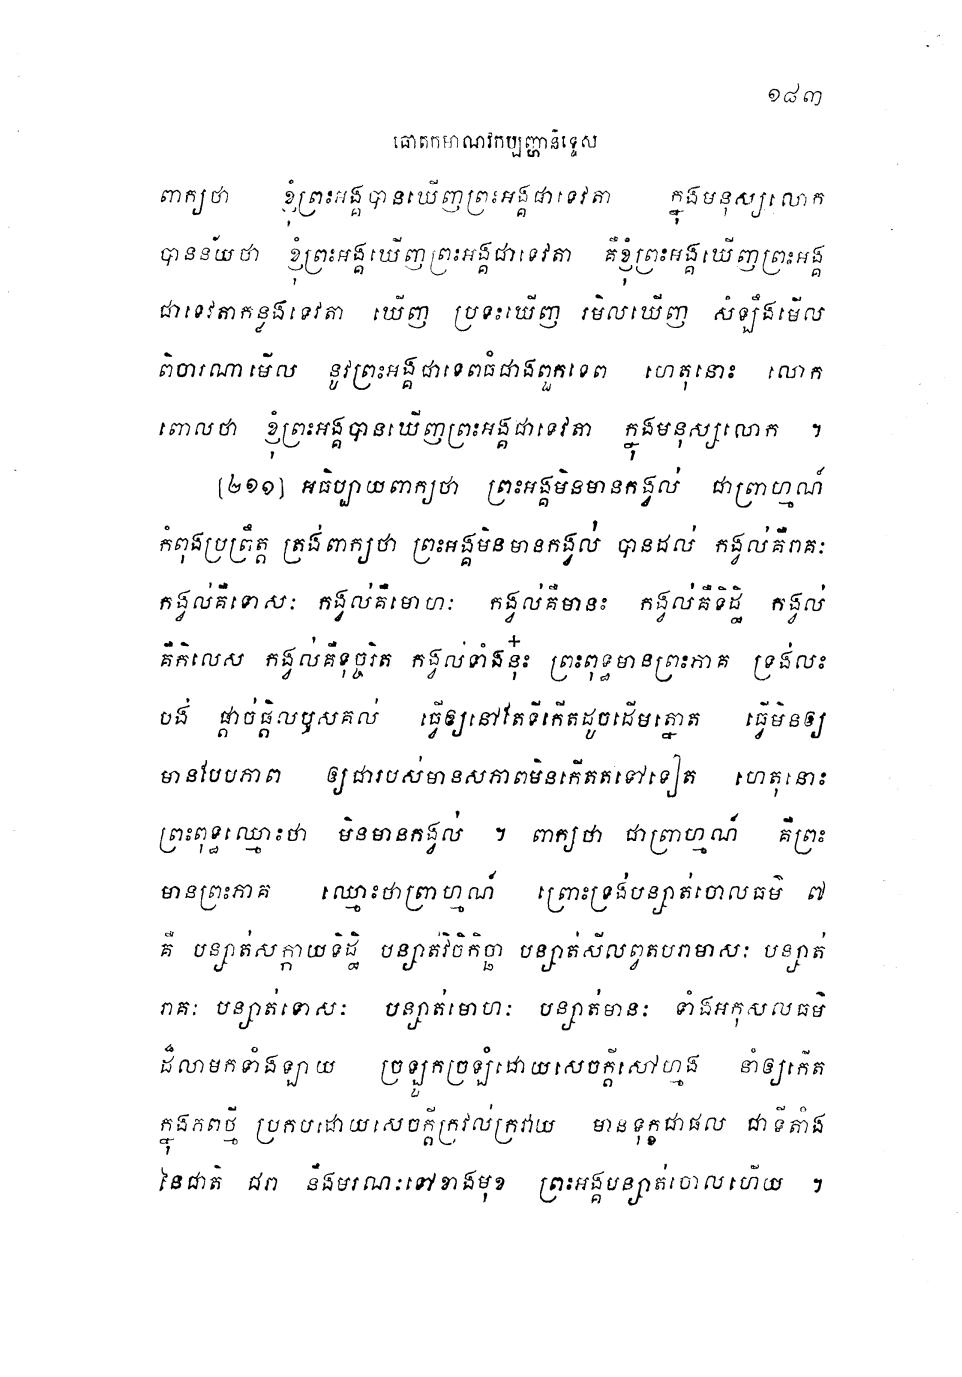 ១៨៣
ធោតកមាណវកប្បញ្ហានិទ្ទេស
ពាក្យថា ខ្ញុំព្រះអង្គបានឃើញព្រះអង្គជាទេវតា ក្នុងមនុស្សលោក
បានន័យថា ខ្ញុំព្រះអង្គឃើញព្រះអង្គជាទេវតា គឺខ្ញុំព្រះអង្គឃើញព្រះអង្គ
ជាទេវតាកន្លងទេវតា ឃើញ ប្រទះឃើញ រមិលឃើញ សំឡឹងមើល
ពិចារណាមើល នូវព្រះអង្គជាទេពធំជាងពួកទេព ហេតុនោះ លោក
ពោលថា ខ្ញុំព្រះអង្គបានឃើញព្រះអង្គជាទេវតា ក្នុងមនុស្សលោក ។
[២១១] អធិប្បាយពាក្យថា ព្រះអង្គមិនមានកង្វល់ ជាព្រាហ្មណ៍
កំពុងប្រព្រឹត្ត ត្រង់ពាក្យថា ព្រះអង្គមិនមានកង្វល់ បានដល់ កង្វល់គឺរាគៈ
កង្វល់គឺទោសៈ កង្វល់គឺមោហៈ កង្វល់គឺមានះ កង្វល់គឺទិដ្ឋិ កង្វល់
គឺកិលេស កង្វល់គឺទុច្ចរិត កង្វល់ទាំងនុ៎ះ ព្រះពុទ្ធមានព្រះភាគ ទ្រង់លះ
បង់ ផ្តាច់ផ្តិលឫសគល់ ធ្វើឲ្យនៅតែទីកើតដូចដើមត្នោត ធ្វើមិនឲ្យ
មានបែបភាព ឲ្យជារបស់មានសភាពមិនកើតតទៅទៀត ហេតុនោះ
ព្រះពុទ្ធឈ្មោះថា មិនមានកង្វល់ ។ ពាក្យថា ជាព្រាហ្មណ៍ គឺព្រះ
មានព្រះភាគ ឈ្មោះថាព្រាហ្មណ៍ ព្រោះទ្រង់បន្សាត់ចោលធម៌ ៧
គឺ បន្សាត់សក្កាយទិដ្ឋិ បន្សាត់វិចិកិច្ឆា បន្សាត់សីលព្វតបរាមាសៈ បន្សាត់
រាគៈ បន្សាត់ទោសៈ បន្សាត់មោហៈ បន្សាត់មានៈ ទាំងអកុសលធម៌
ដ៏លាមកទាំងឡាយ ច្រឡូកច្រឡំដោយសេចក្តីសៅហ្មង នាំឲ្យកើត
ក្នុងភពថ្មី ប្រកបដោយសេចក្តីក្រវល់ក្រវាយ មានទុក្ខជាផល ជាទីតាំង
នៃជាតិ ជរា និងមរណៈទៅខាងមុខ ព្រះអង្គបន្សាត់ចោលហើយ ។